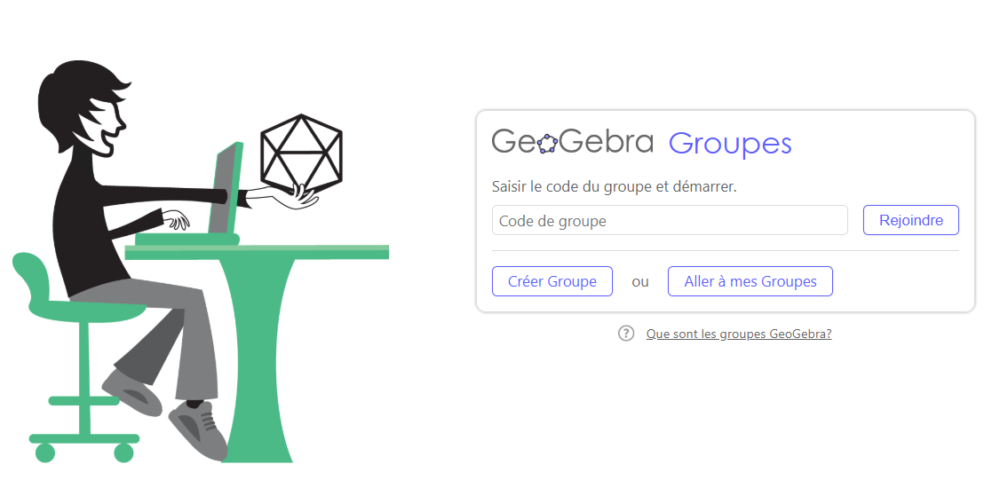 GeoGebra Groupes
Saisir le code du groupe et démarrer.
Code de groupe
Rejoindre
Créer Groupe ou Aller à mes Groupes
? Que sont les groupes GeoGebra?